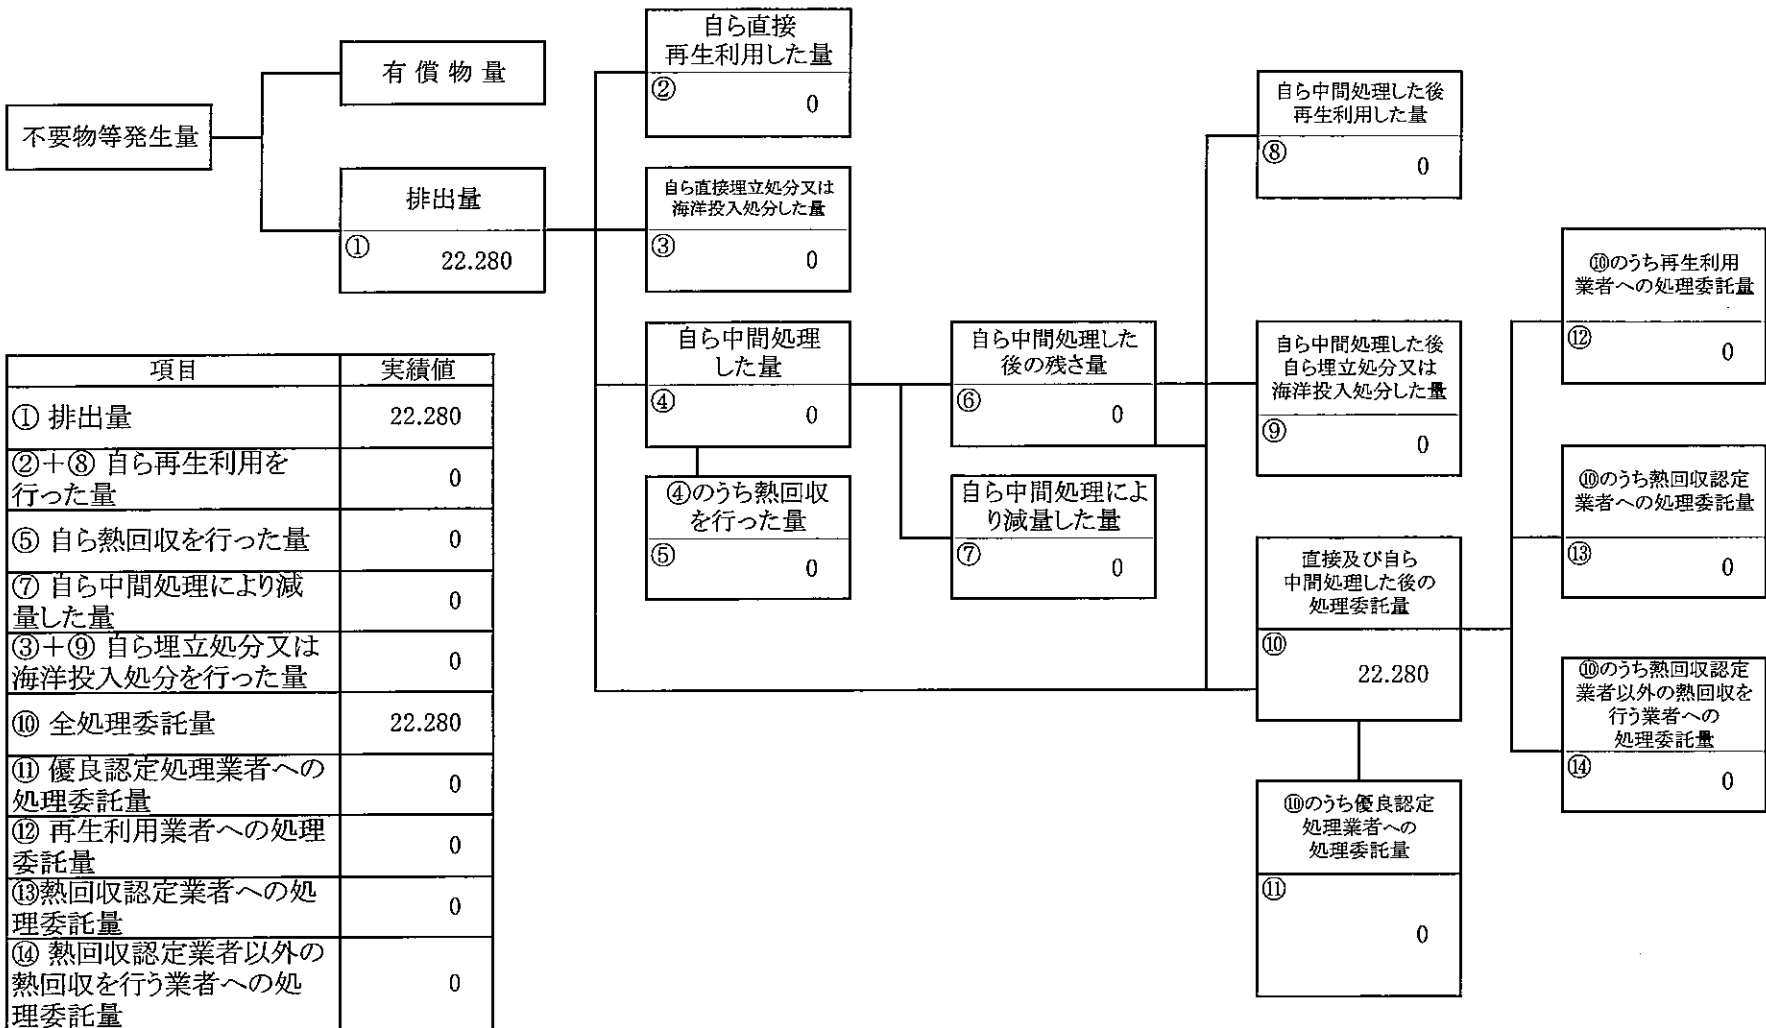 不要物等発生量
有償物量
排出量
①
22.280
自ら直接
再生利用した量
②
0
自ら直接埋立処分又は
海洋投入処分した量
③
0
自ら中間処理
した量
④
0
④のうち熱回収
を行った量
⑤
0
自ら中間処理した
後の残さ量
⑥
0
自ら中間処理によ
り減量した量
⑦
0
自ら中間処理した後
再生利用した量
⑧
0
自ら中間処理した後
自ら埋立処分又は
海洋投入処分した量
⑨
0
直接及び自ら
中間処理した後の
処理委託量
⑩
22.280
⑩のうち優良認定
処理業者への
処理委託量
⑪
0
⑩のうち再生利用
業者への処理委託量
⑫
0
⑩のうち熱回収認定
業者への処理委託量
⑬
0
⑩のうち熱回収認定
業者以外の熱回収を
行う業者への
処理委託量
⑭
0
項目 実績値
① 排出量 22.280
②＋⑧ 自ら再生利用を
行った量 0
⑤ 自ら熱回収を行った量 0
⑦ 自ら中間処理により減
量した量 0
③＋⑨ 自ら埋立処分又は
海洋投入処分を行った量 0
⑩ 全処理委託量 22.280
⑪ 優良認定処理業者への
処理委託量 0
⑫ 再生利用業者への処理
委託量 0
⑬熱回収認定業者への処
理委託量 0
⑭ 熱回収認定業者以外の
熱回収を行う業者への処
理委託量 0